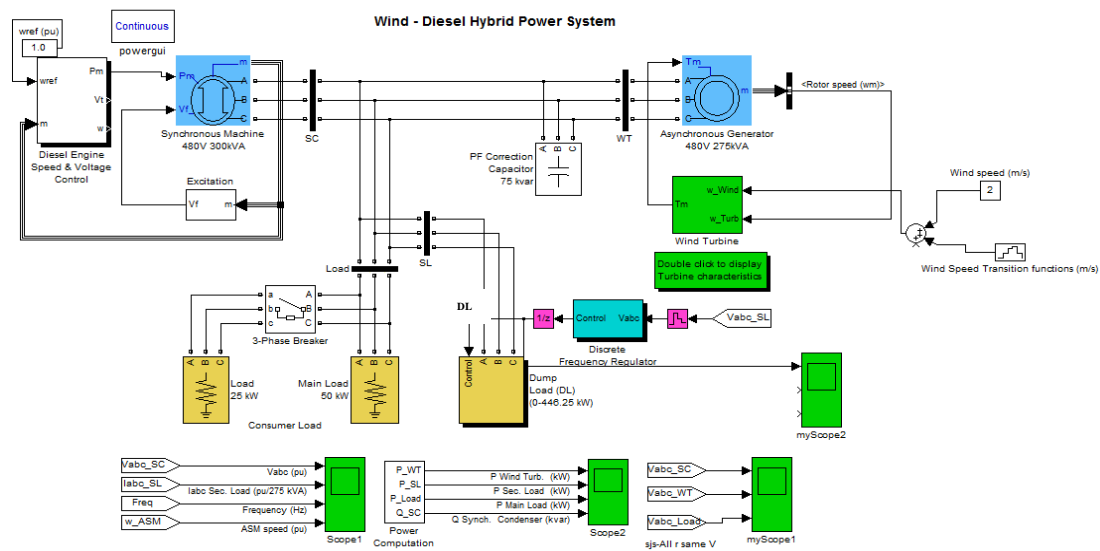 Wind - Diesel Hybrid Power System
wref (pu)
1.0
Continuous
powergui
wref
m
Pm
Vt
w
Diesel Engine
Speed & Voltage
Control
Pm
Vf
m
A
B
C
Synchronous Machine
480V 300kVA
Excitation
Vf
m
SC
PF Correction
Capacitor
75 kvar
A B C
WT
Tm
A
B
C
m
Asynchronous Generator
480V 275kVA
<Rotor speed (wm)>
Wind speed (m/s)
2
Wind Speed Transition functions (m/s)
Tm
w_Wind
w_Turb
Wind Turbine
Double click to display
Turbine characteristics
SL
Load
a
b
c
A
B
C
3-Phase Breaker
A B C
Load
25 kW
A B C
Main Load
50 kW
Consumer Load
DL
Control
A B C
Dump
Load (DL)
(0-446.25 kW)
1/z
Control
Vabc
Discrete
Frequency Regulator
Vabc_SL
myScope2
Vabc_SC
Iabc_SL
Freq
w_ASM
Vabc (pu)
Iabc Sec. Load (pu/275 kVA)
Frequency (Hz)
ASM speed (pu)
Scope1
P_WT
P_SL
P_Load
Q_SC
Power
Computation
P Wind Turb. (kW)
P Sec. Load (kW)
P Main Load (kW)
Q Synch. Condenser (kvar)
Scope2
Vabc_SC
Vabc_WT
Vabc_Load
sjs-All r same V
myScope1